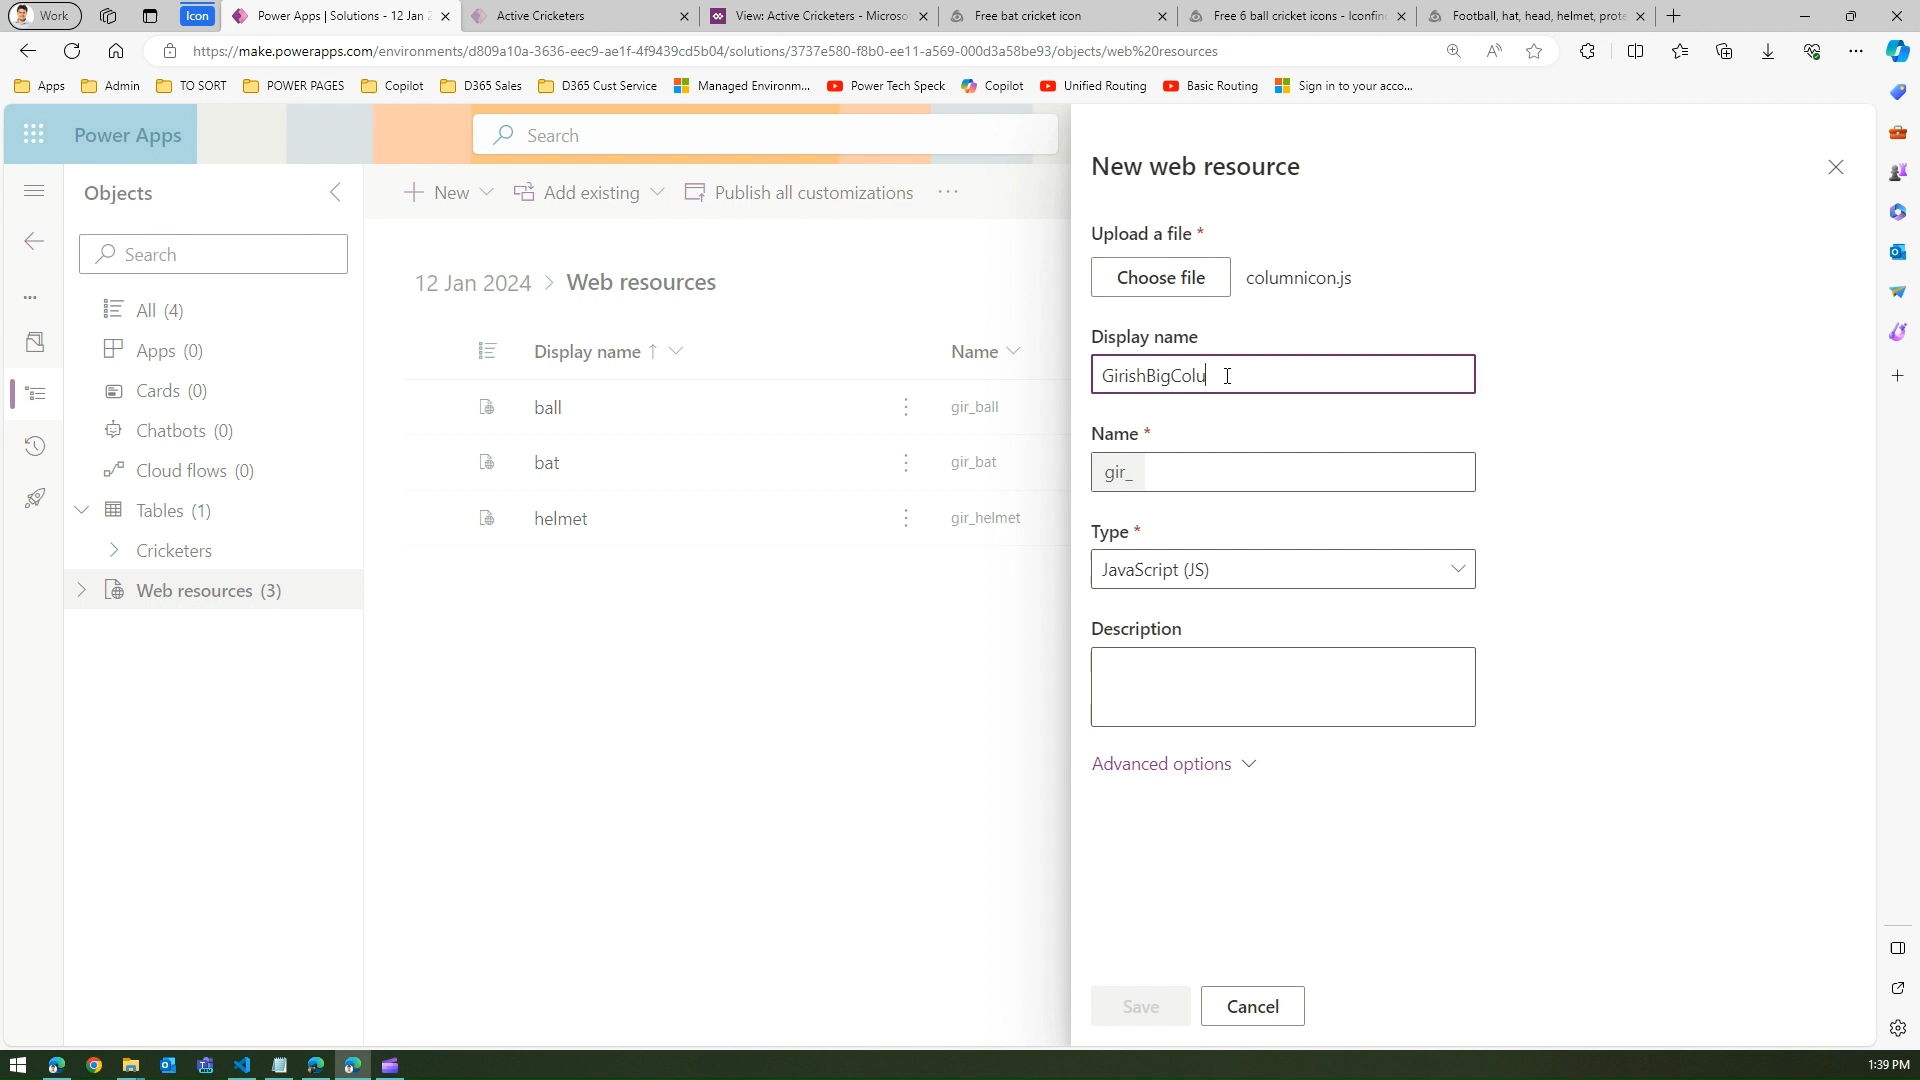 Work
Icon
Power Apps | Solutions - 12 Jan 2
Active Cricketers
View: Active Cricketers - Microso
Free bat cricket icon
Free 6 ball cricket icons - Iconfin
Football, hat, head, helmet, prote
https://make.powerapps.com/environments/d809a10a-3636-eec9-ae1f-4f9439cd5b04/solutions/3737e580-f8b0-ee11-a569-000d3a58be93/objects/web%20resources
Apps
Admin
TO SORT
POWER PAGES
Copilot
D365 Sales
D365 Cust Service
Managed Environm...
Power Tech Speck
Copilot
Unified Routing
Basic Routing
Sign in to your acco...
Power Apps
Search
Objects
Search
All (4)
Apps (0)
Cards (0)
Chatbots (0)
Cloud flows (0)
Tables (1)
Cricketers
Web resources (3)
New
Add existing
Publish all customizations
12 Jan 2024 > Web resources
Display name
Name
ball
gir_ball
bat
gir_bat
helmet
gir_helmet
New web resource
Upload a file *
Choose file
columnicon.js
Display name
GirishBigColu
Name *
gir_
Type *
JavaScript (JS)
Description
Advanced options
Save
Cancel
1:39 PM